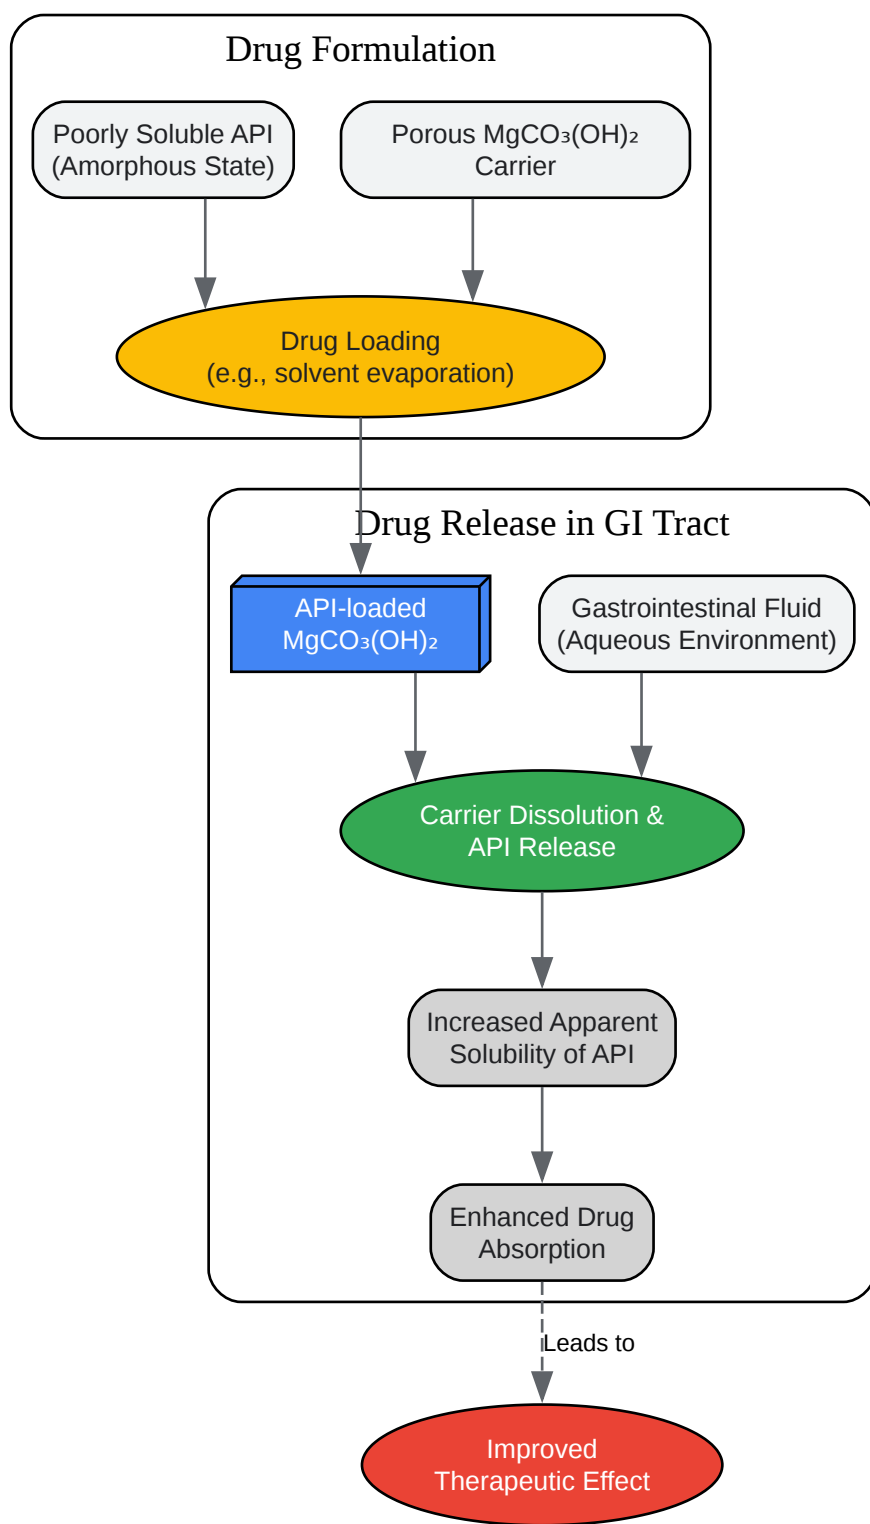 Drug Formulation
Poorly Soluble API
(Amorphous State)
Porous MgCO₃(OH)₂
Carrier
Drug Loading
(e.g., solvent evaporation)
Drug Release in GI Tract
API-loaded
MgCO₃(OH)₂
Gastrointestinal Fluid
(Aqueous Environment)
Carrier Dissolution &
API Release
Increased Apparent
Solubility of API
Enhanced Drug
Absorption
Leads to
Improved
Therapeutic Effect